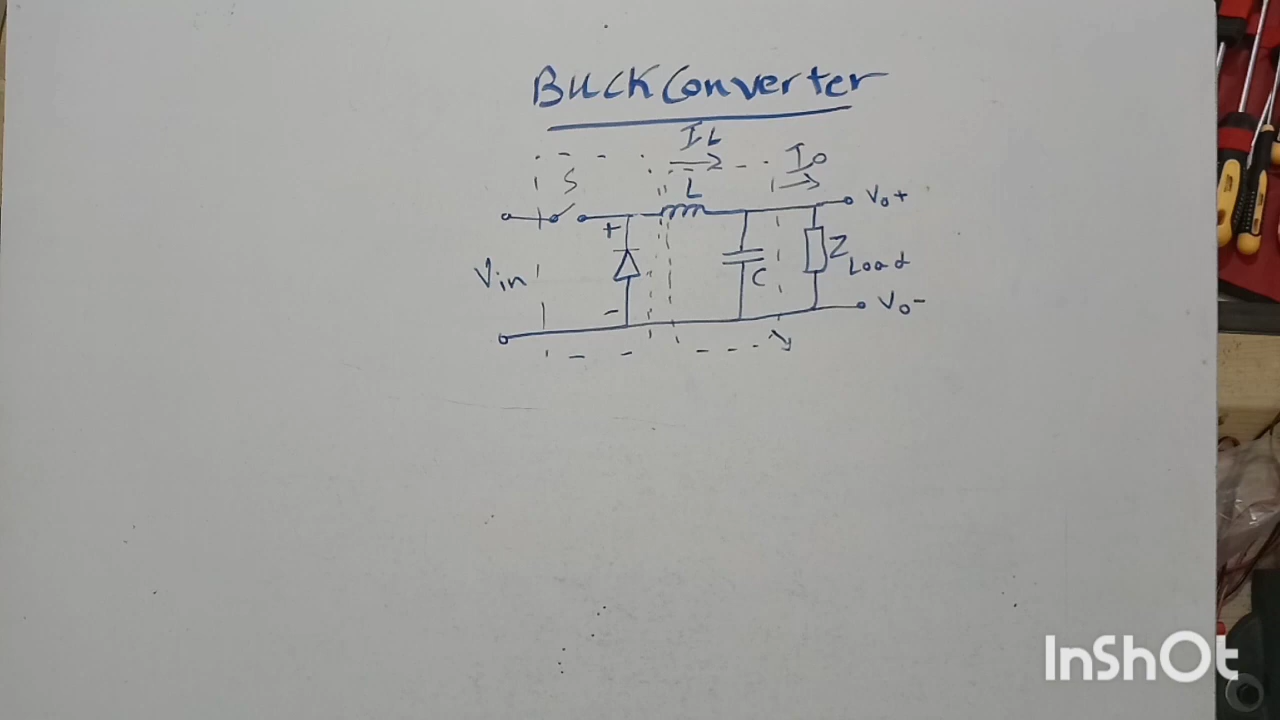 Buck Converter
IL
Io
S
L
Vo+
+
Vin
C
Z Load
-
Vo-
InShOt